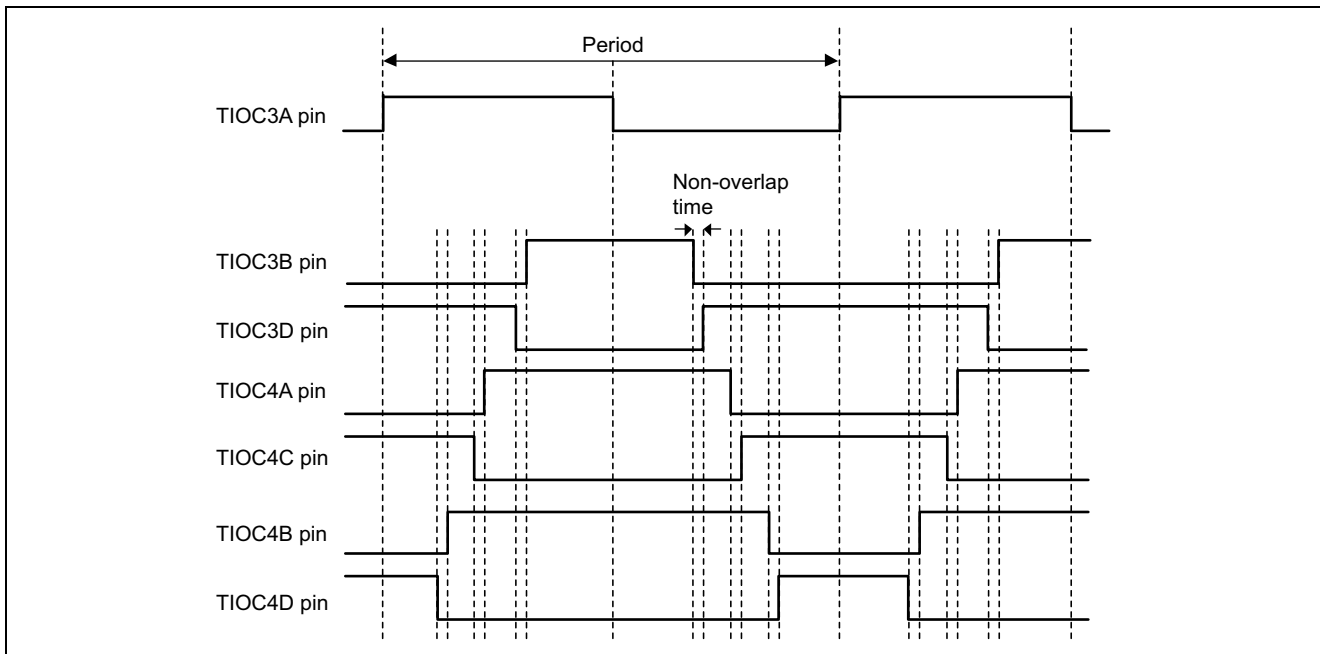 Period
TIOC3A pin
Non-overlap
time
TIOC3B pin
TIOC3D pin
TIOC4A pin
TIOC4C pin
TIOC4B pin
TIOC4D pin